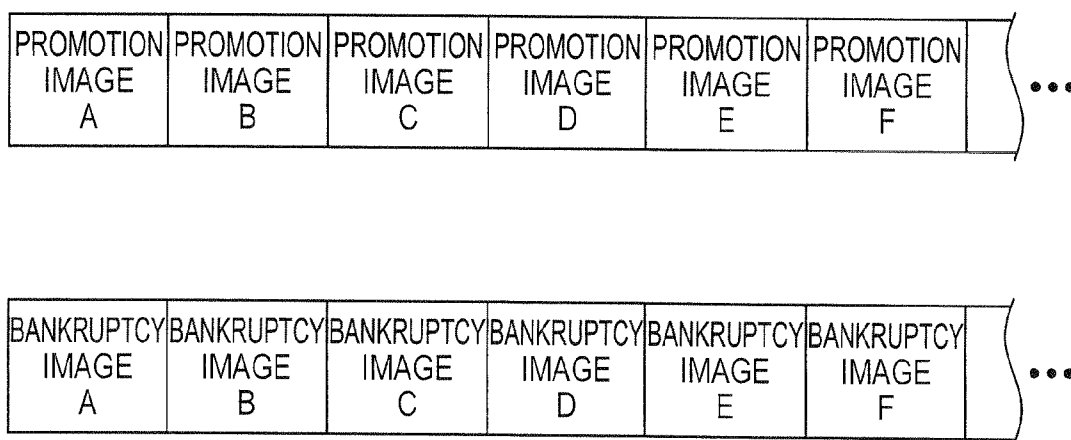 PROMOTION PROMOTION PROMOTION PROMOTION PROMOTION PROMOTION
IMAGE IMAGE IMAGE IMAGE IMAGE IMAGE
A B C D E F
BANKRUPTCY BANKRUPTCY BANKRUPTCY BANKRUPTCY BANKRUPTCY BANKRUPTCY
IMAGE IMAGE IMAGE IMAGE IMAGE IMAGE
A B C D E F